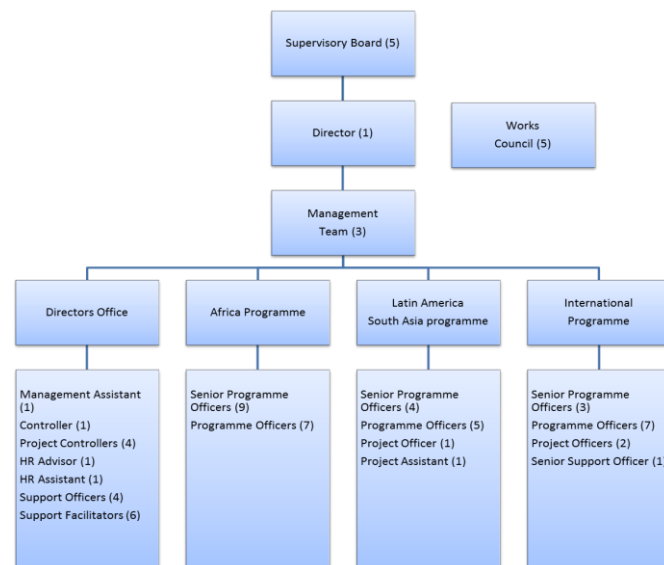 Supervisory Board (5)
Director (1)
Works
Council (5)
Management
Team (3)
Directors Office
Africa Programme
Latin America
South Asia programme
International
Programme
Management Assistant
(1)
Controller (1)
Project Controllers (4)
HR Advisor (1)
HR Assistant (1)
Support Officers (4)
Support Facilitators (6)
Senior Programme
Officers (9)
Programme Officers (7)
Senior Programme
Officers (4)
Programme Officers (5)
Project Officer (1)
Project Assistant (1)
Senior Programme
Officers (3)
Programme Officers (7)
Project Officers (2)
Senior Support Officer (1)